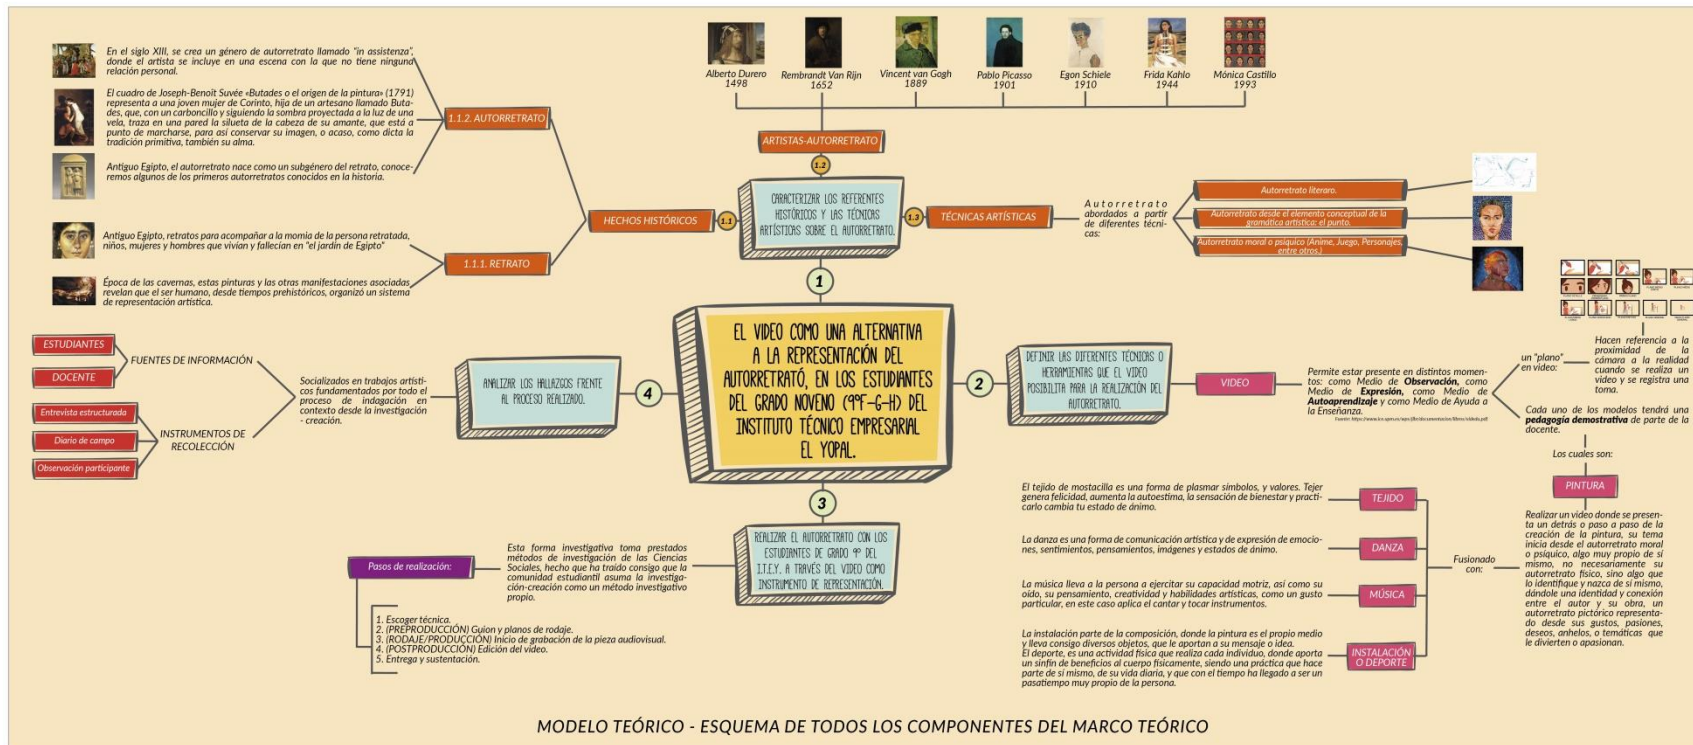 En el siglo XIII, se crea un género de autorretrato llamado "in assistenza",
donde el artista se incluye en una escena con la que no tiene ninguna
relación personal.
El cuadro de Joseph-Benoît Suvée «Butades o el origen de la pintura» (1791)
representa a una joven mujer de Corinto, hija de un artesano llamado Buta-
des, que, con un carboncillo y siguiendo la sombra proyectada a la luz de una
vela, traza en una pared la silueta de la cabeza de su amante, que está a
punto de marcharse, para así conservar su imagen, o acaso, como dicta la
tradición primitiva, también su alma.
Antiguo Egipto, el autorretrato nace como un subgénero del retrato, conoce-
remos algunos de los primeros autorretratos conocidos en la historia.
1.1.2. AUTORRETRATO
Antiguo Egipto, retratos para acompañar a la momia de la persona retratada,
niños, mujeres y hombres que vivían y fallecían en "el jardín de Egipto"
Época de las cavernas, estas pinturas y las otras manifestaciones asociadas
revelan que el ser humano, desde tiempos prehistóricos, organizó un sistema
de representación artística.
1.1.1. RETRATO
HECHOS HISTÓRICOS
1.1
Alberto Durero
1498
Rembrandt Van Rijn
1652
Vincent van Gogh
1889
Pablo Picasso
1901
Egon Schiele
1910
Frida Kahlo
1944
Mónica Castillo
1993
ARTISTAS-AUTORRETRATO
1.2
CARACTERIZAR LOS REFERENTES
HISTÓRICOS Y LAS TÉCNICAS
ARTÍSTICAS SOBRE EL AUTORRETRATO.
1.3
TÉCNICAS ARTÍSTICAS
Autorretrato
abordados a partir
de diferentes técni-
cas:
Autorretrato literaro.
Autorretrato desde el elemento conceptual de la
gramática artística: el punto.
Autorretrato moral o psíquico (Anime, Juego, Personajes,
entre otros.)
1
EL VIDEO COMO UNA ALTERNATIVA
A LA REPRESENTACIÓN DEL
AUTORRETRATÓ, EN LOS ESTUDIANTES
DEL GRADO NOVENO (9ºF-G-H) DEL
INSTITUTO TÉCNICO EMPRESARIAL
EL YOPAL.
2
DEFINIR LAS DIFERENTES TÉCNICAS O
HERRAMIENTAS QUE EL VIDEO
POSIBILITA PARA LA REALIZACIÓN DEL
AUTORRETRATO.
VIDEO
Permite estar presente en distintos momen-
tos: como Medio de Observación, como
Medio de Expresión, como Medio de
Autoaprendizaje y como Medio de Ayuda a
la Enseñanza.
un "plano"
en video:
Hacen referencia a la
proximidad de la
cámara a la realidad
cuando se realiza un
video y se registra una
toma.
Cada uno de los modelos tendrá una
pedagogía demostrativa de parte de la
docente.
Los cuales son:
PINTURA
Realizar un video donde se presen-
ta un detrás o paso a paso de la
creación de la pintura, su tema
inicia desde el autorretrato moral
o psíquico, algo muy propio de sí
mismo, no necesariamente su
autorretrato físico, sino algo que
lo identifique y nazca de sí mismo,
dándole una identidad y conexión
entre el autor y su obra, un
autorretrato pictórico representa-
do desde sus gustos, pasiones,
deseos, anhelos, o temáticas que
le divierten o apasionan.
Fusionado
con:
TEJIDO
El tejido de mostacilla es una forma de plasmar símbolos, y valores. Tejer
genera felicidad, aumenta la autoestima, la sensación de bienestar y practi-
carlo cambia tu estado de ánimo.
DANZA
La danza es una forma de comunicación artística y de expresión de emocio-
nes, sentimientos, pensamientos, imágenes y estados de ánimo.
MÚSICA
La música lleva a la persona a ejercitar su capacidad motriz, así como su
oído, su pensamiento, creatividad y habilidades artísticas, como un gusto
particular, en este caso aplica el cantar y tocar instrumentos.
INSTALACIÓN
O DEPORTE
La instalación parte de la composición, donde la pintura es el propio medio
y lleva consigo diversos objetos, que le aportan a su mensaje o idea.
El deporte, es una actividad física que realiza cada individuo, donde aporta
un sinfín de beneficios al cuerpo físicamente, siendo una práctica que hace
parte de sí mismo, de su vida diaria, y que con el tiempo ha llegado a ser un
pasatiempo muy propio de la persona.
3
REALIZAR EL AUTORRETRATO CON LOS
ESTUDIANTES DE GRADO 9º DEL
I.T.E.Y. A TRAVÉS DEL VIDEO COMO
INSTRUMENTO DE REPRESENTACIÓN.
Esta forma investigativa toma prestados
métodos de investigación de las Ciencias
Sociales, hecho que ha traído consigo que la
comunidad estudiantil asuma la investiga-
ción-creación como un método investigativo
propio.
Pasos de realización:
1. Escoger técnica.
2. (PREPRODUCCIÓN) Guion y planos de rodaje.
3. (RODAJE/PRODUCCIÓN) Inicio de grabación de la pieza audiovisual.
4. (POSTPRODUCCIÓN) Edición del vídeo.
5. Entrega y sustentación.
4
ANALIZAR LOS HALLAZGOS FRENTE
AL PROCESO REALIZADO.
Socializados en trabajos artísti-
cos fundamentados por todo el
proceso de indagación en
contexto desde la investigación
- creación.
FUENTES DE INFORMACIÓN
ESTUDIANTES
DOCENTE
INSTRUMENTOS DE
RECOLECCIÓN
Entrevista estructurada
Diario de campo
Observación participante
MODELO TEÓRICO - ESQUEMA DE TODOS LOS COMPONENTES DEL MARCO TEÓRICO